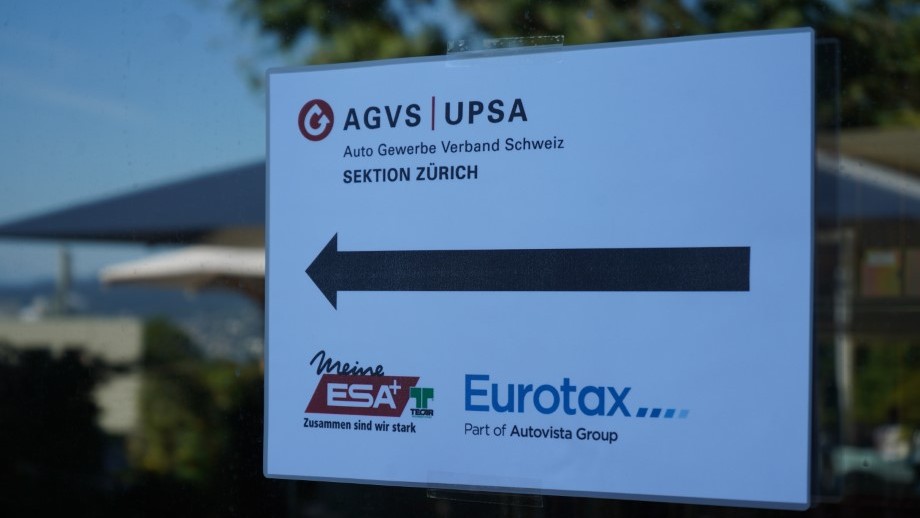 AGVS | UPSA
Auto Gewerbe Verband Schweiz
SEKTION ZÜRICH
Meine
ESA+
TECAR
Zusammen sind wir stark
Eurotax
Part of Autovista Group